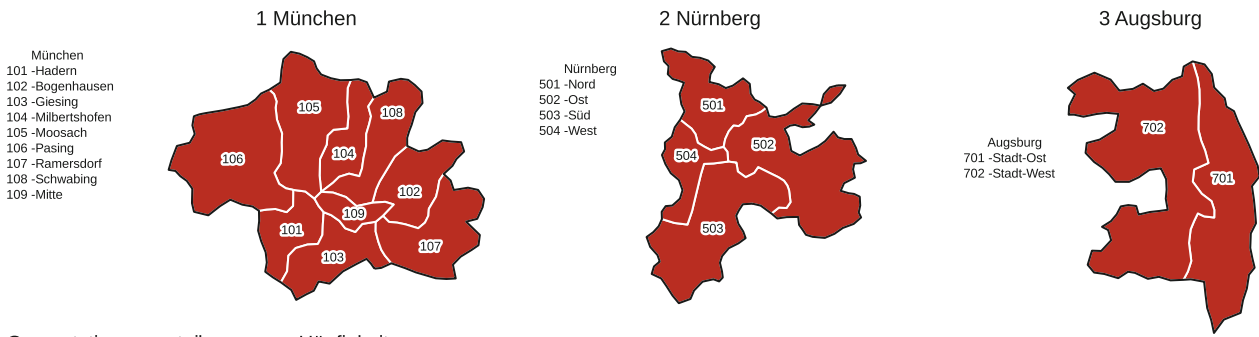 1 München
München
101 -Hadern
102 -Bogenhausen
103 -Giesing
104 -Milbertshofen
105 -Moosach
106 -Pasing
107 -Ramersdorf
108 -Schwabing
109 -Mitte
105
108
106
104
102
109
101
107
103
2 Nürnberg
Nürnberg
501 -Nord
502 -Ost
503 -Süd
504 -West
501
502
504
503
3 Augsburg
Augsburg
701 -Stadt-Ost
702 -Stadt-West
702
701